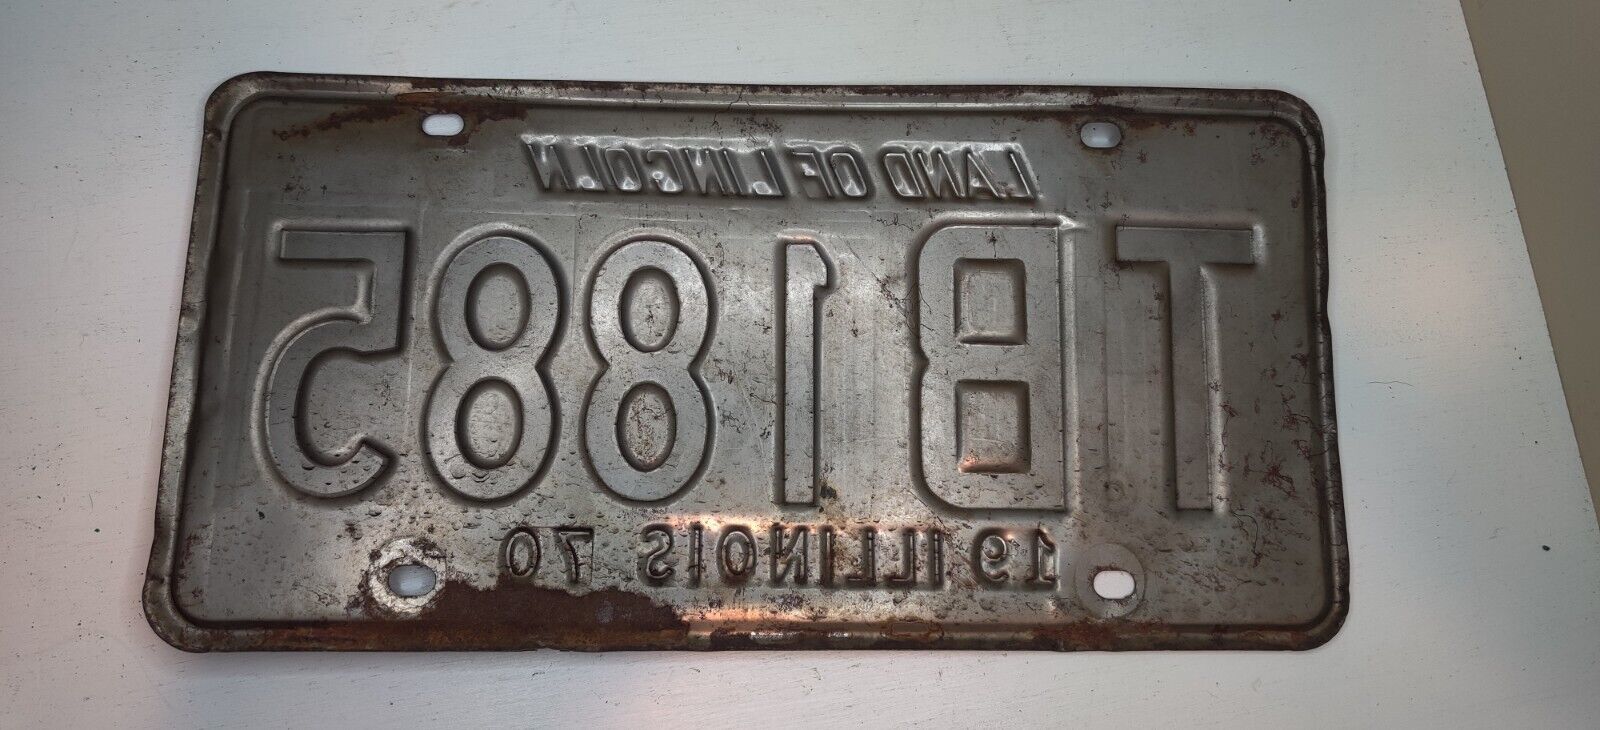 LAND OF LINCOLN
TB 1885
19 ILLINOIS 70